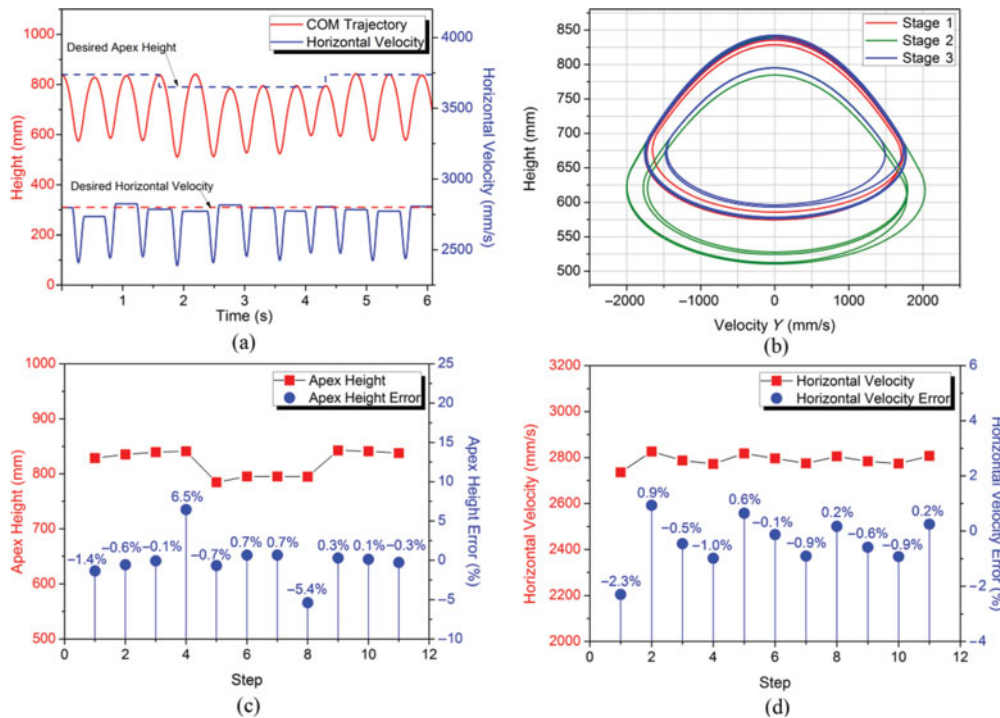 COM Trajectory
Horizontal Velocity
Desired Apex Height
Desired Horizontal Velocity
1000
800
600
400
300
200
0
Height (mm)
4000
3500
3000
2750
2500
Horizontal Velocity (mm/s)
1 2 3 4 5 6
Time (s)
(a)
Stage 1
Stage 2
Stage 3
850
800
750
700
650
600
550
500
Height (mm)
−2000 −1000 0 1000 2000
Velocity Y (mm/s)
(b)
Apex Height
Apex Height Error
1000
900
800
700
600
500
Apex Height (mm)
25
20
15
10
5
0
−5
−10
Apex Height Error (%)
−1.4%
−0.6%
−0.1%
6.5%
−0.7%
0.7%
0.7%
−5.4%
0.3%
0.1%
−0.3%
0 2 4 6 8 10 12
Step
(c)
Horizontal Velocity
Horizontal Velocity Error
3200
3000
2800
2600
2400
2200
2000
Horizontal Velocity (mm/s)
6
4
2
0
−2
−4
Horizontal Velocity Error (%)
−2.3%
0.9%
−0.5%
−1.0%
0.6%
−0.1%
−0.9%
0.2%
−0.6%
−0.9%
0.2%
0 2 4 6 8 10 12
Step
(d)